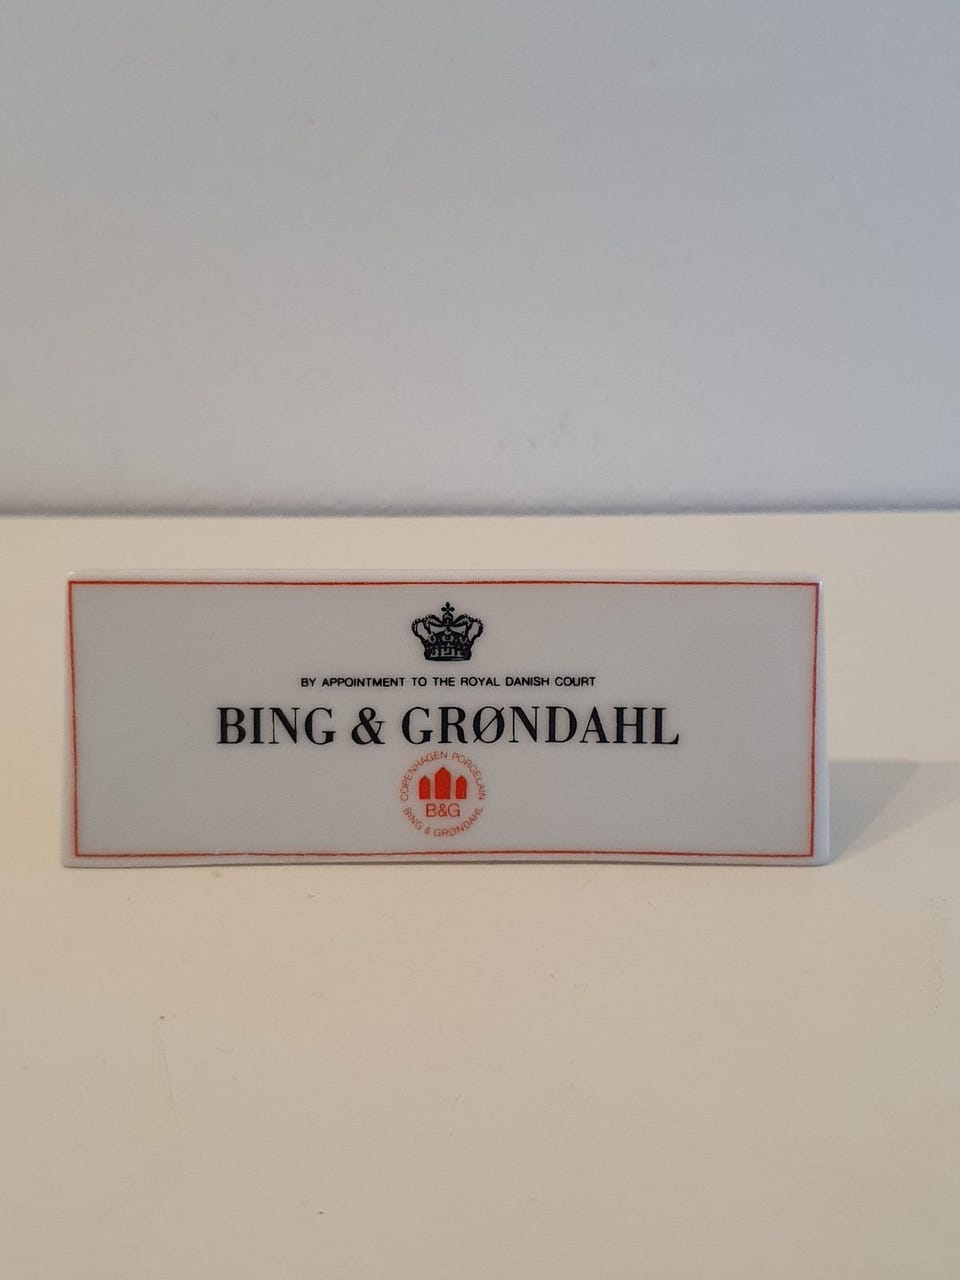 BY APPOINTMENT TO THE ROYAL DANISH COURT
BING & GRØNDAHL
COPENHAGEN PORCELAIN
B&G
BING & GRØNDAHL